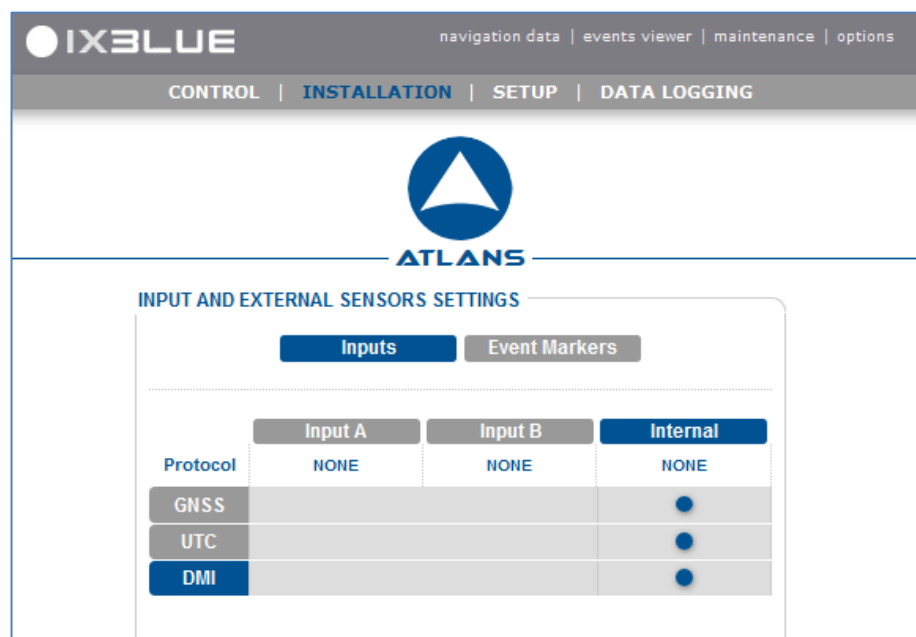 IXBLUE
navigation data | events viewer | maintenance | options
CONTROL | INSTALLATION | SETUP | DATA LOGGING
ATLANS
INPUT AND EXTERNAL SENSORS SETTINGS
Inputs Event Markers
Input A Input B Internal
Protocol NONE NONE NONE
GNSS
UTC
DMI